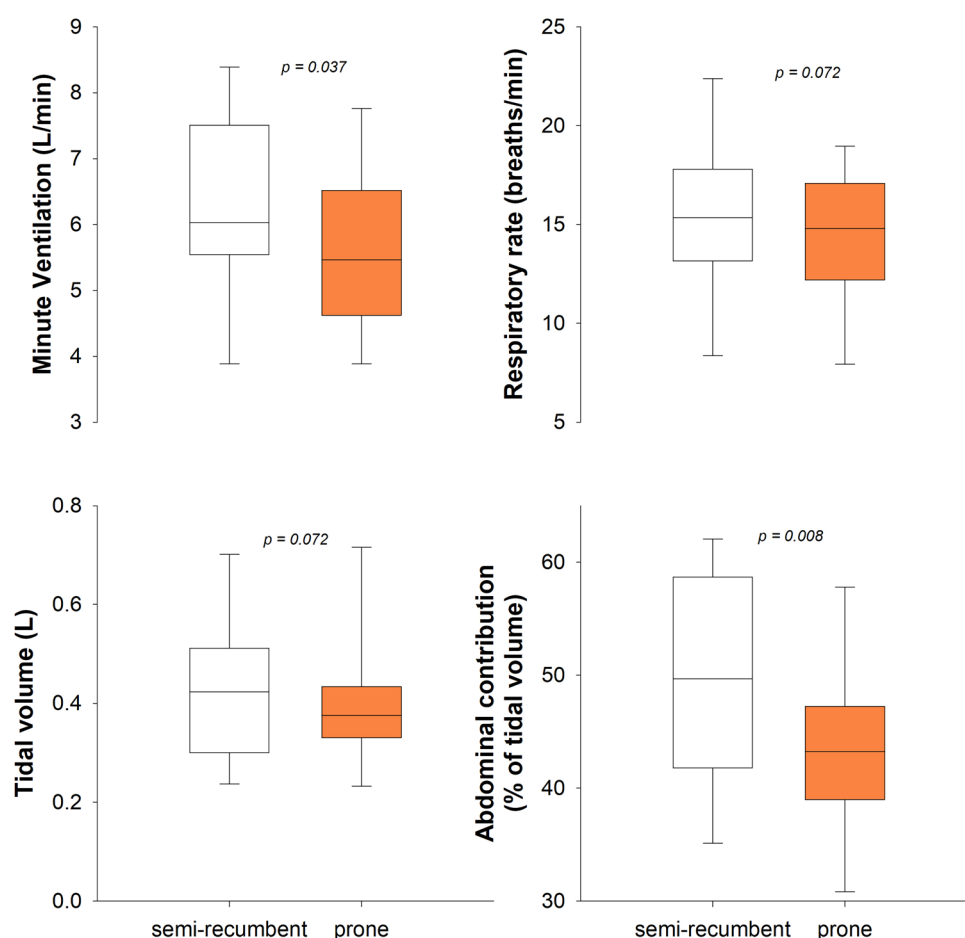 Minute Ventilation (L/min)
9
8
7
6
5
4
3
p = 0.037
Respiratory rate (breaths/min)
25
20
15
10
5
p = 0.072
Tidal volume (L)
0.8
0.6
0.4
0.2
0.0
p = 0.072
semi-recumbent prone
Abdominal contribution
(% of tidal volume)
60
50
40
30
p = 0.008
semi-recumbent prone